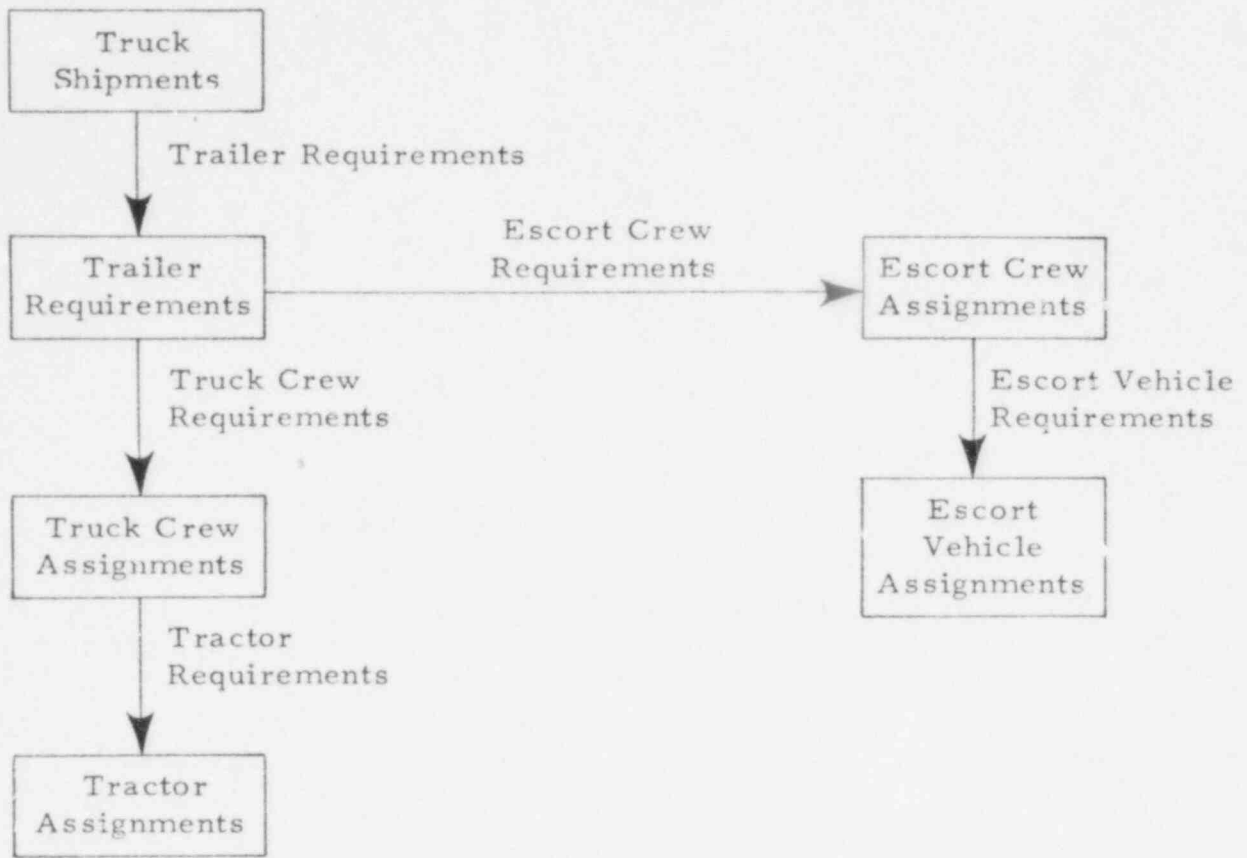 Truck
Shipments
Trailer Requirements
Trailer
Requirements
Escort Crew
Requirements
Escort Crew
Assignments
Truck Crew
Requirements
Escort Vehicle
Requirements
Truck Crew
Assignments
Escort
Vehicle
Assignments
Tractor
Requirements
Tractor
Assignments